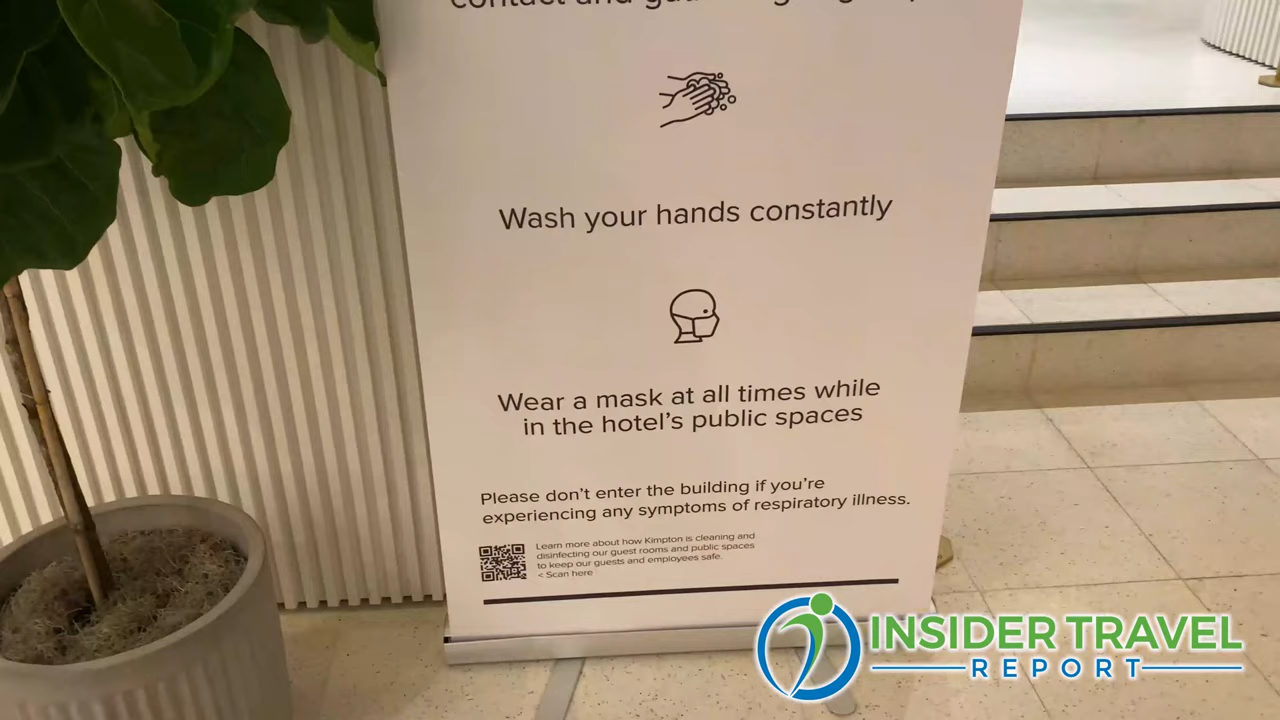 contact and
Wash your hands constantly
Wear a mask at all times while
in the hotel's public spaces
Please don't enter the building if you're
experiencing any symptoms of respiratory illness.
Learn more about how Kimpton is cleaning and
disinfecting our guest rooms and public spaces
to keep our guests and employees safe.
< Scan here
INSIDER TRAVEL
REPORT